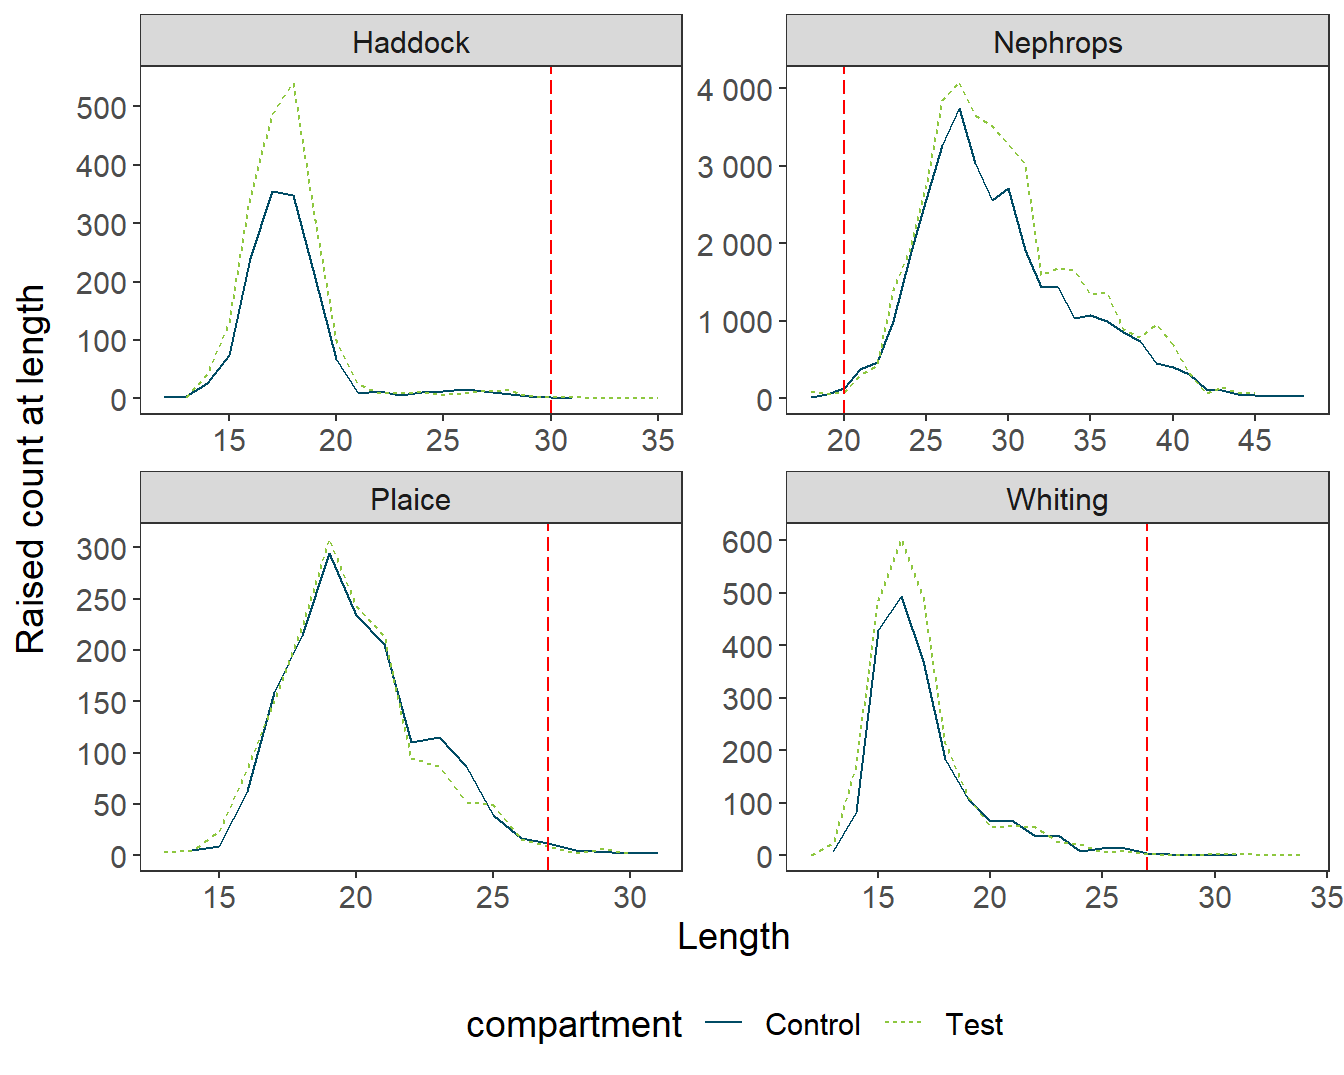 Haddock
Nephrops
500
400
300
200
100
0
4 000
3 000
2 000
1 000
0
15 20 25 30 35
20 25 30 35 40 45
Raised count at length
Plaice
Whiting
300
250
200
150
100
50
0
600
500
400
300
200
100
0
15 20 25 30
15 20 25 30 35
Length
compartment Control Test